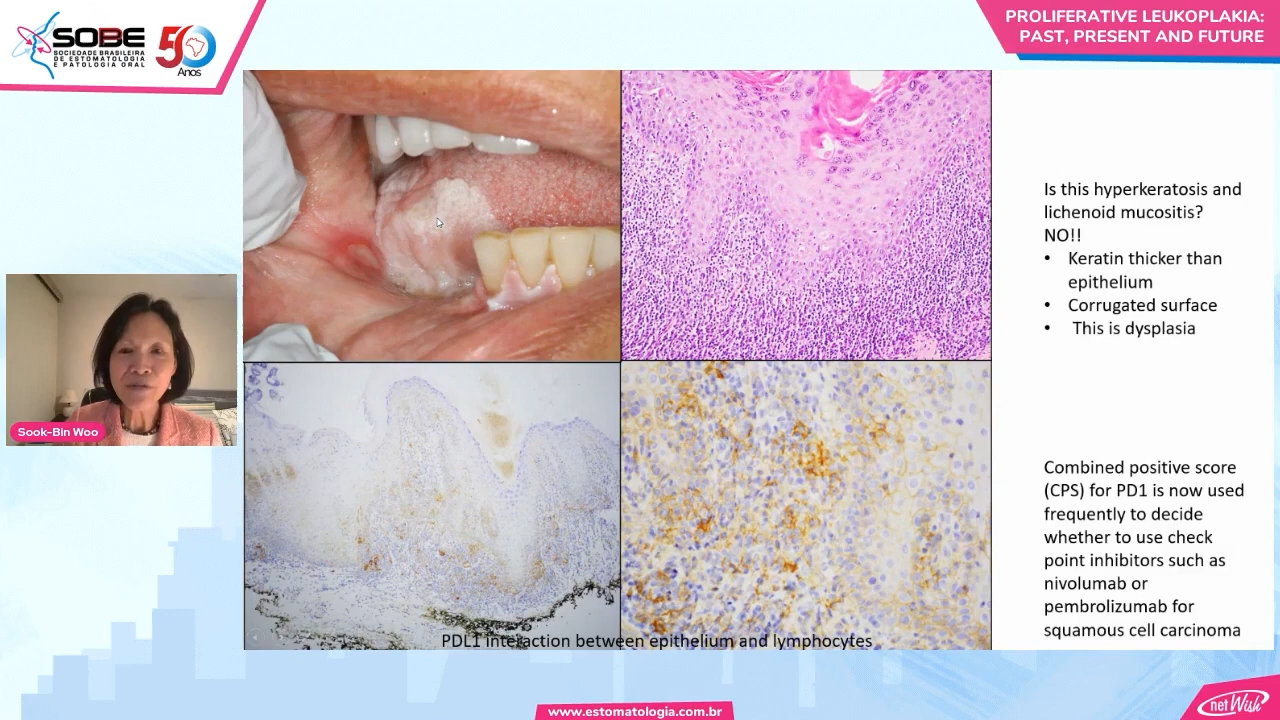 SOBE
SOCIEDADE BRASILEIRA
DE ESTOMATOLOGIA
E PATOLOGIA ORAL
50
Anos
PROLIFERATIVE LEUKOPLAKIA:
PAST, PRESENT AND FUTURE
Is this hyperkeratosis and
lichenoid mucositis?
NO!!
• Keratin thicker than
epithelium
• Corrugated surface
• This is dysplasia
Sook-Bin Woo
Combined positive score
(CPS) for PD1 is now used
frequently to decide
whether to use check
point inhibitors such as
nivolumab or
pembrolizumab for
squamous cell carcinoma
PDL1 interaction between epithelium and lymphocytes
www.estomatologia.com.br
netWish